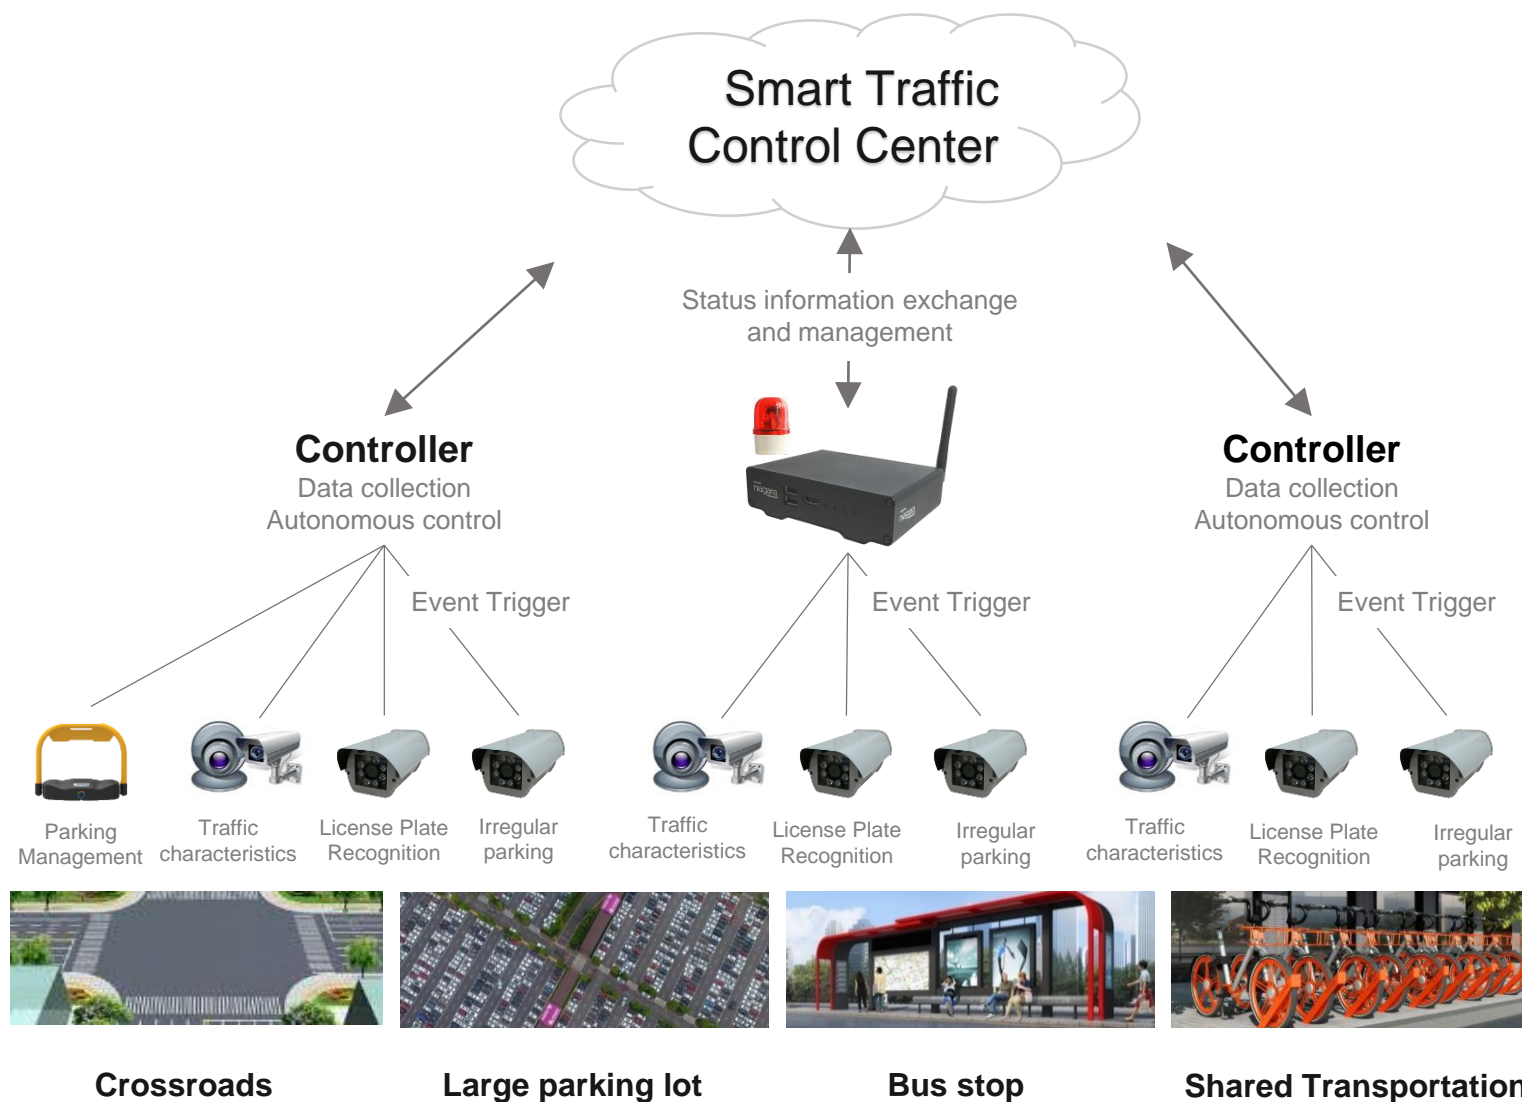 Smart Traffic
Control Center
Status information exchange
and management
Controller
Data collection
Autonomous control
niagara
niagara
Controller
Data collection
Autonomous control
Event Trigger
Event Trigger
Event Trigger
Parking
Management
Traffic
characteristics
License Plate
Recognition
Irregular
parking
Traffic
characteristics
License Plate
Recognition
Irregular
parking
Traffic
characteristics
License Plate
Recognition
Irregular
parking
Crossroads
Large parking lot
Bus stop
Shared Transportation